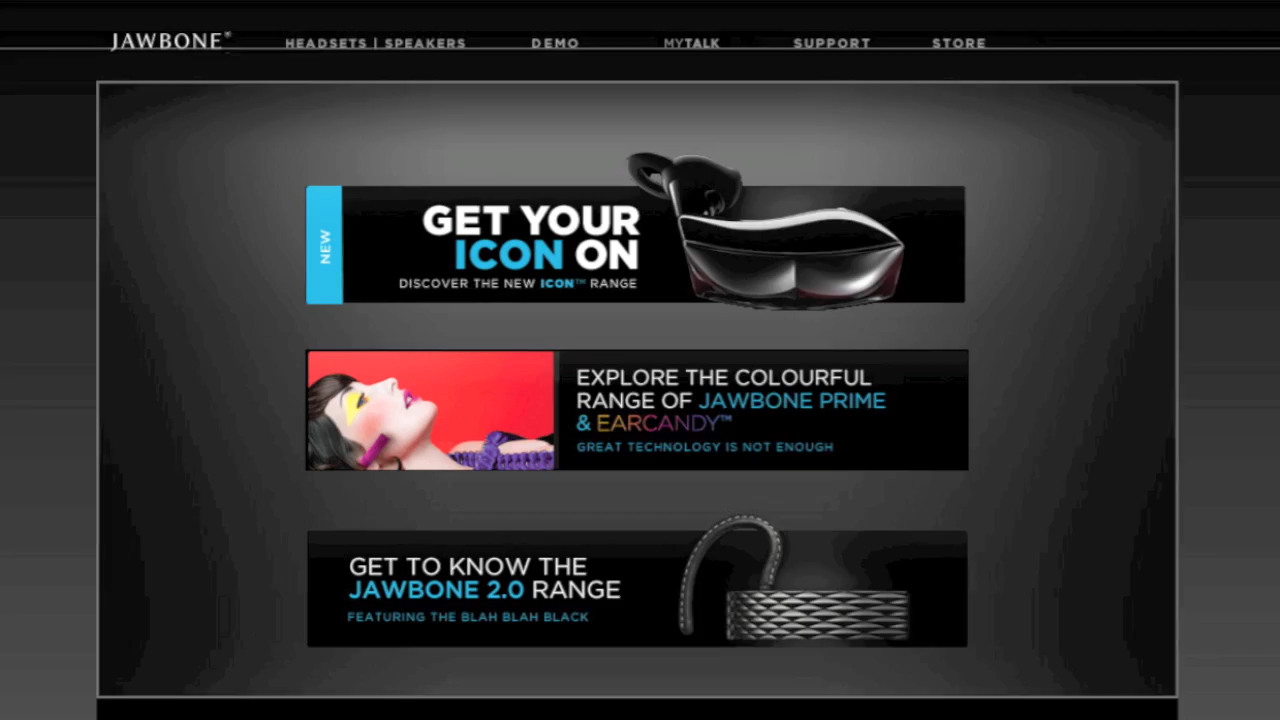 JAWBONE®
HEADSETS | SPEAKERS
DEMO
MYTALK
SUPPORT
STORE
NEW
GET YOUR
ICON ON
DISCOVER THE NEW ICON™ RANGE
EXPLORE THE COLOURFUL
RANGE OF JAWBONE PRIME
& EARCANDY™
GREAT TECHNOLOGY IS NOT ENOUGH
GET TO KNOW THE
JAWBONE 2.0 RANGE
FEATURING THE BLAH BLAH BLACK